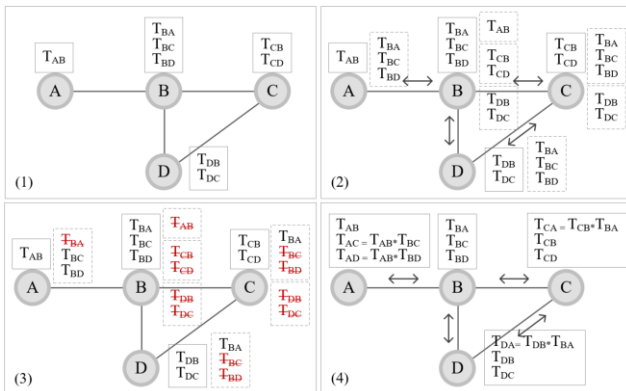 T_AB
T_BA
T_BC
T_BD
T_CB
T_CD
A
B
C
D
T_DB
T_DC
(1)
T_AB
T_BA
T_BC
T_BD
T_BA
T_BC
T_BD
T_AB
T_CB
T_CD
T_DB
T_DC
T_CB
T_CD
T_BA
T_BC
T_BD
T_DB
T_DC
A
B
C
D
T_DB
T_DC
T_BA
T_BC
T_BD
(2)
T_AB
T_BA
T_BC
T_BD
T_BA
T_BC
T_BD
T_AB
T_CB
T_CD
T_DB
T_DC
T_CB
T_CD
T_BA
T_BC
T_BD
T_DB
T_DC
A
B
C
D
T_DB
T_DC
T_BA
T_BC
T_BD
(3)
T_AB
T_AC = T_AB*T_BC
T_AD = T_AB*T_BD
T_BA
T_BC
T_BD
T_CA = T_CB*T_BA
T_CB
T_CD
A
B
C
D
T_DA= T_DB*T_BA
T_DB
T_DC
(4)